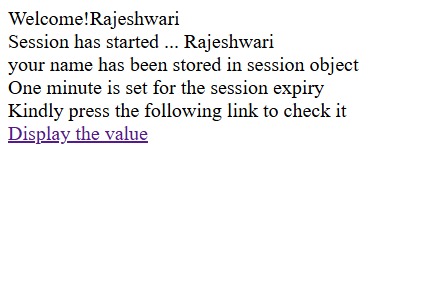 Welcome!Rajeshwari
Session has started ... Rajeshwari
your name has been stored in session object
One minute is set for the session expiry
Kindly press the following link to check it
Display the value